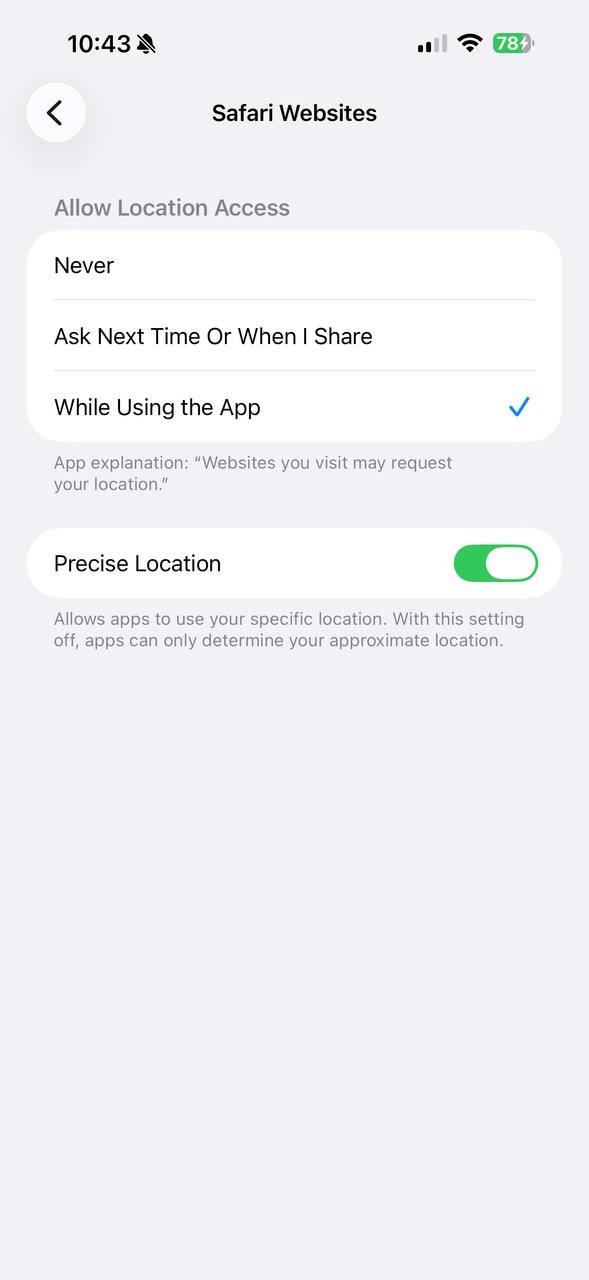 10:43
78
Safari Websites
Allow Location Access
Never
Ask Next Time Or When I Share
While Using the App
App explanation: “Websites you visit may request
your location.”
Precise Location
Allows apps to use your specific location. With this setting
off, apps can only determine your approximate location.